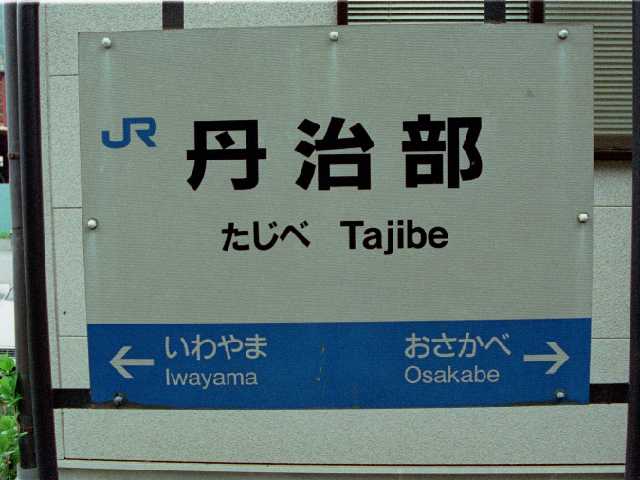 JR 丹治部
たじべ Tajibe
← いわやま おさかべ →
Iwayama Osakabe